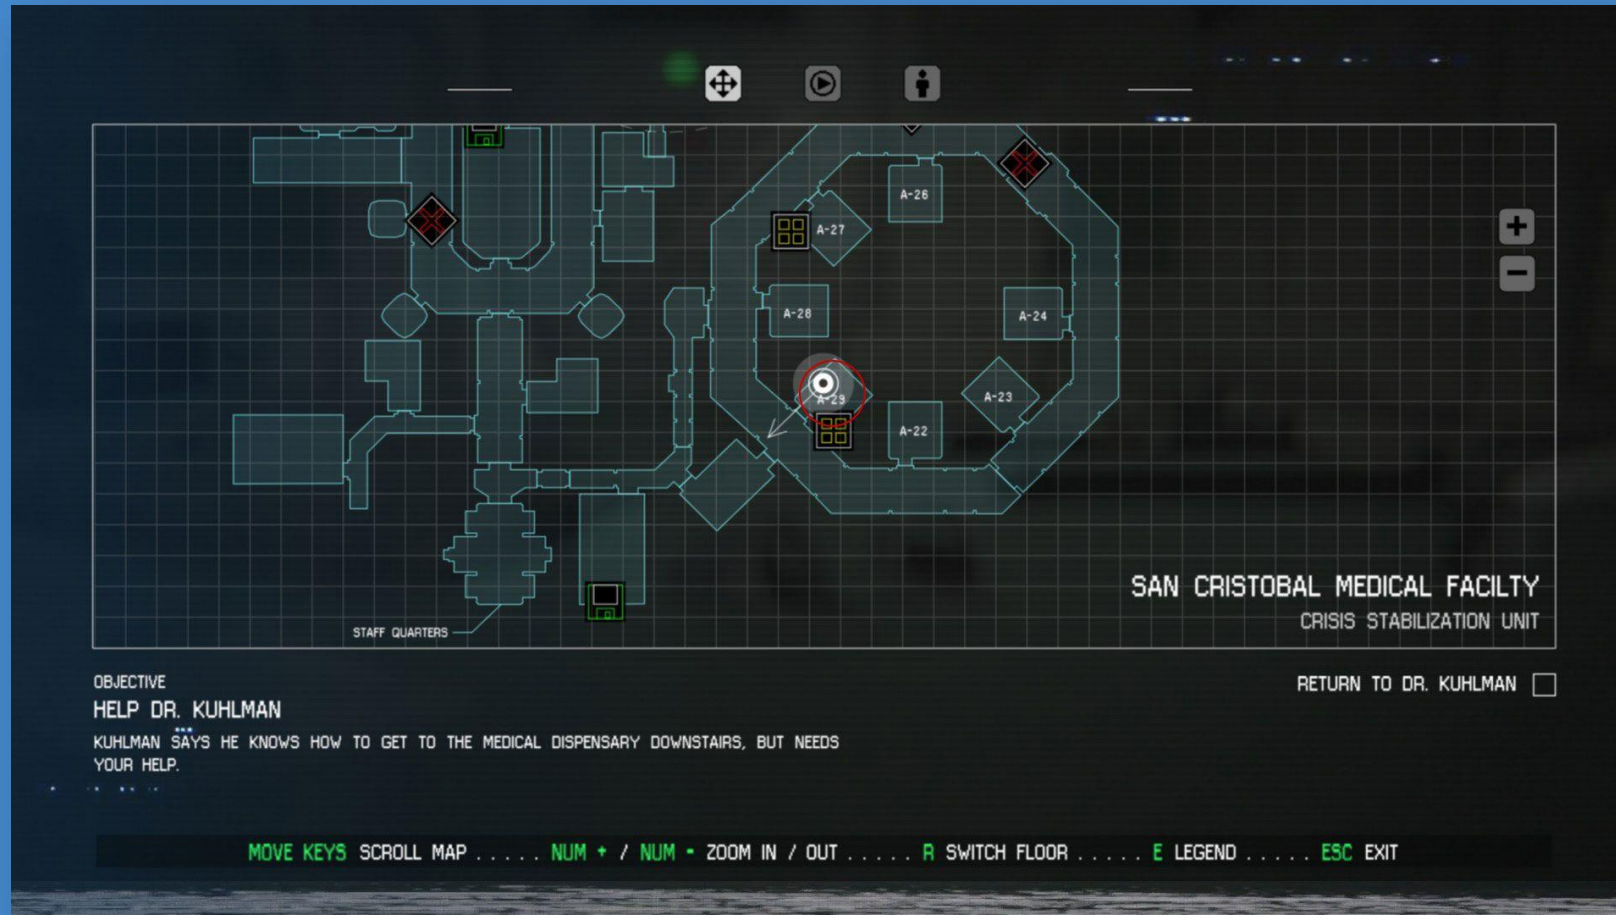 A-26
A-27
A-28
A-24
A-29
A-23
A-22
STAFF QUARTERS
SAN CRISTOBAL MEDICAL FACILTY
CRISIS STABILIZATION UNIT
OBJECTIVE
RETURN TO DR. KUHLMAN
HELP DR. KUHLMAN
KUHLMAN SAYS HE KNOWS HOW TO GET TO THE MEDICAL DISPENSARY DOWNSTAIRS, BUT NEEDS
YOUR HELP.
MOVE KEYS SCROLL MAP ..... NUM + / NUM - ZOOM IN / OUT ..... R SWITCH FLOOR ..... E LEGEND ..... ESC EXIT